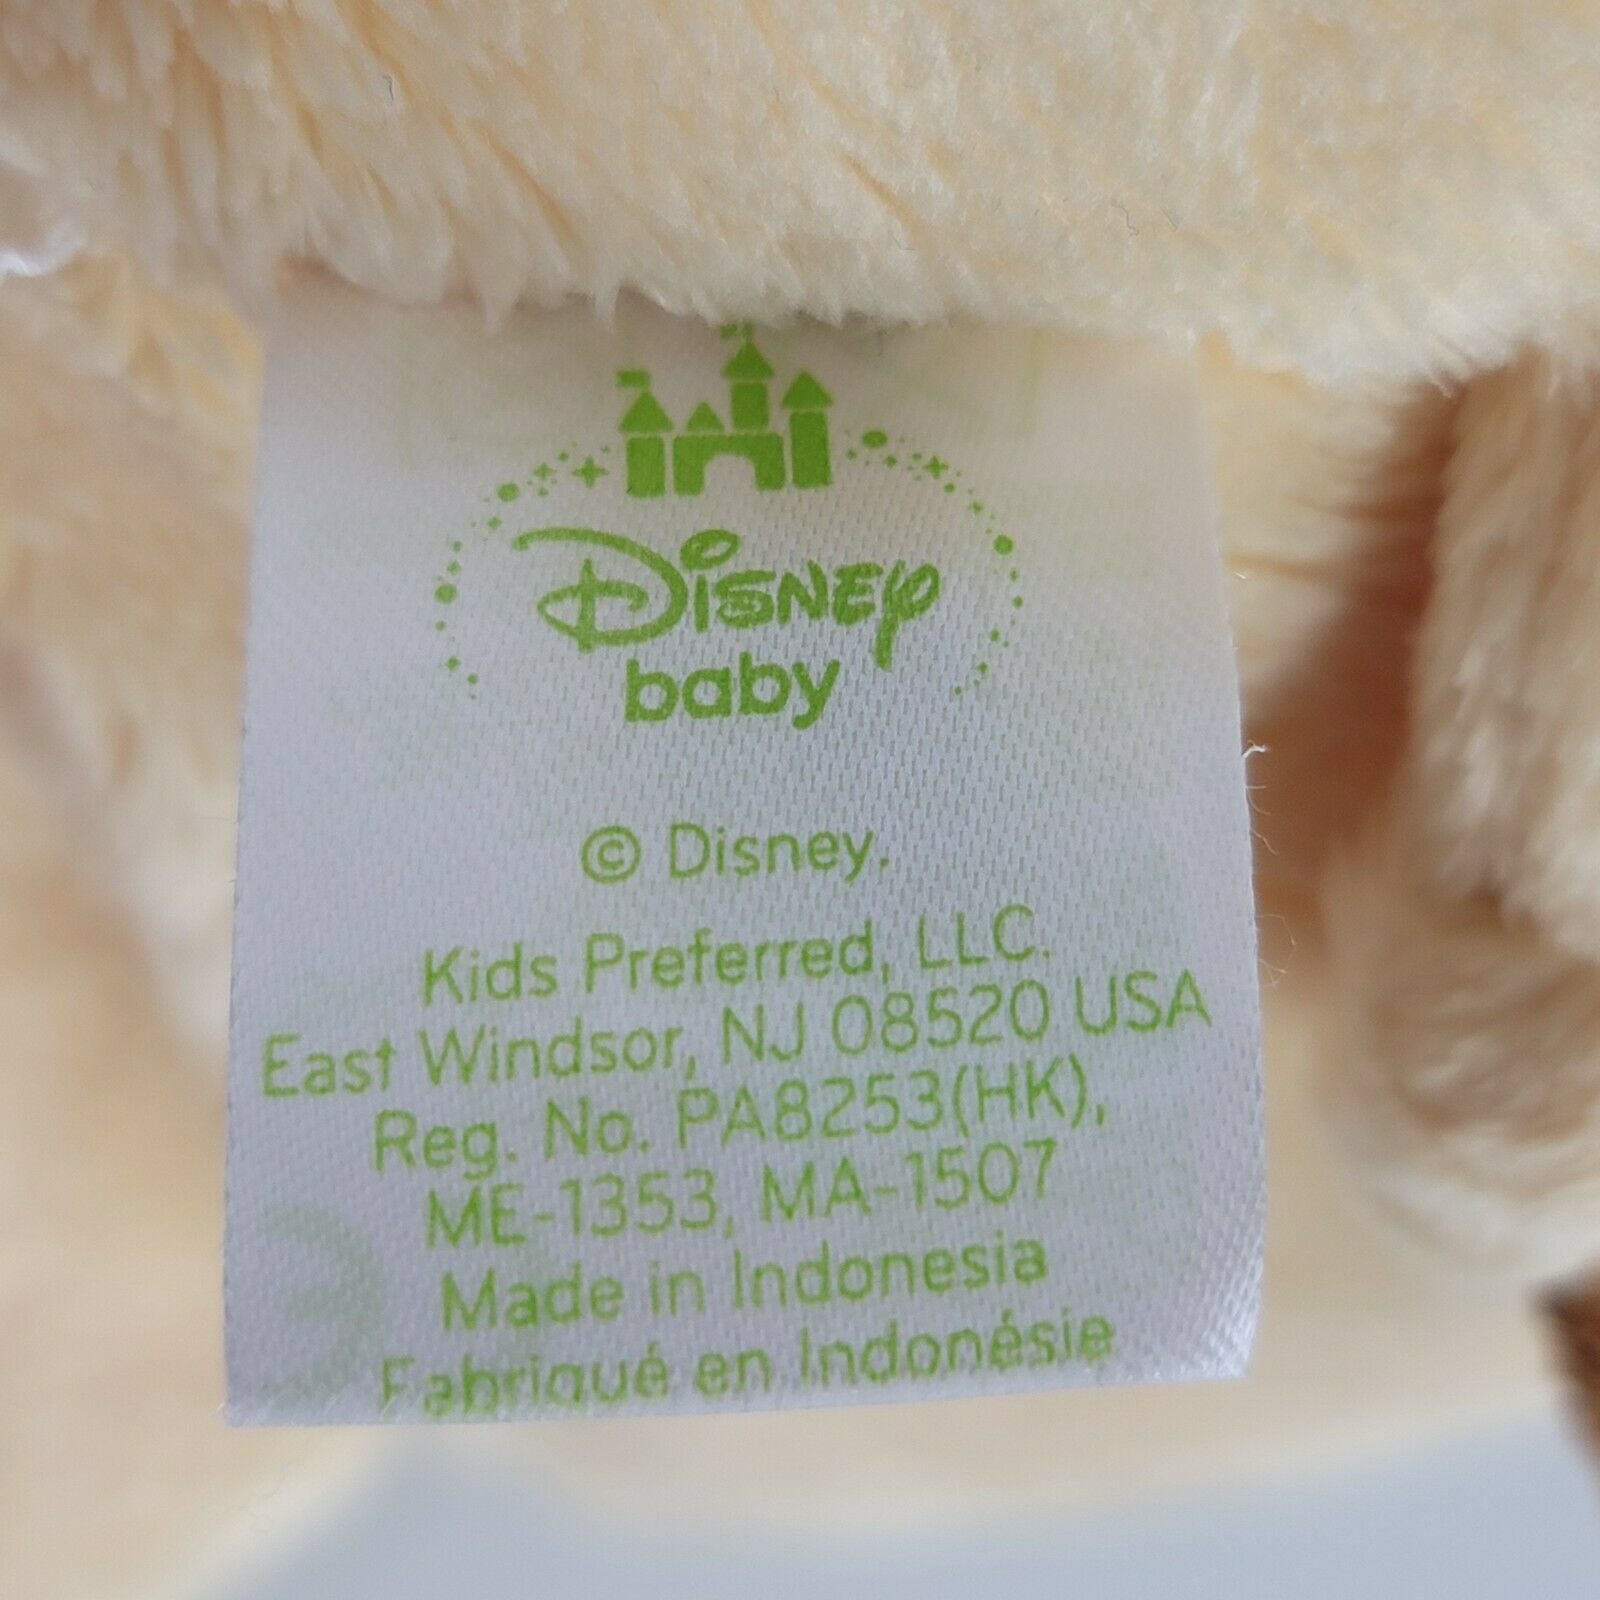 Disney
baby
© Disney.
Kids Preferred, LLC.
East Windsor, NJ 08520 USA
Reg. No. PA8253(HK),
ME-1353, MA-1507
Made in Indonesia
Fabriqué en Indonésie